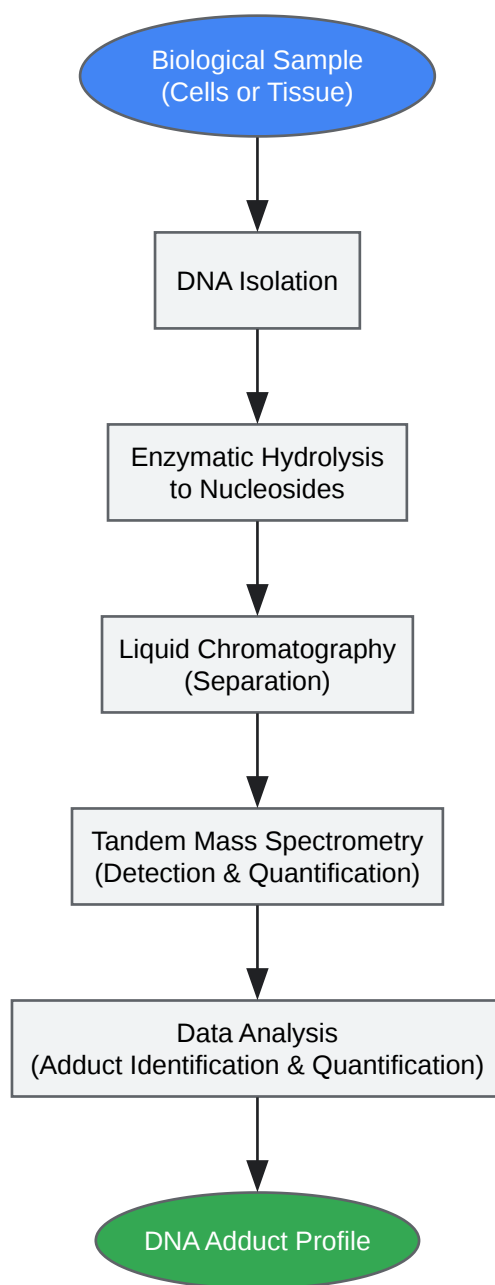 Biological Sample
(Cells or Tissue)
DNA Isolation
Enzymatic Hydrolysis
to Nucleosides
Liquid Chromatography
(Separation)
Tandem Mass Spectrometry
(Detection & Quantification)
Data Analysis
(Adduct Identification & Quantification)
DNA Adduct Profile